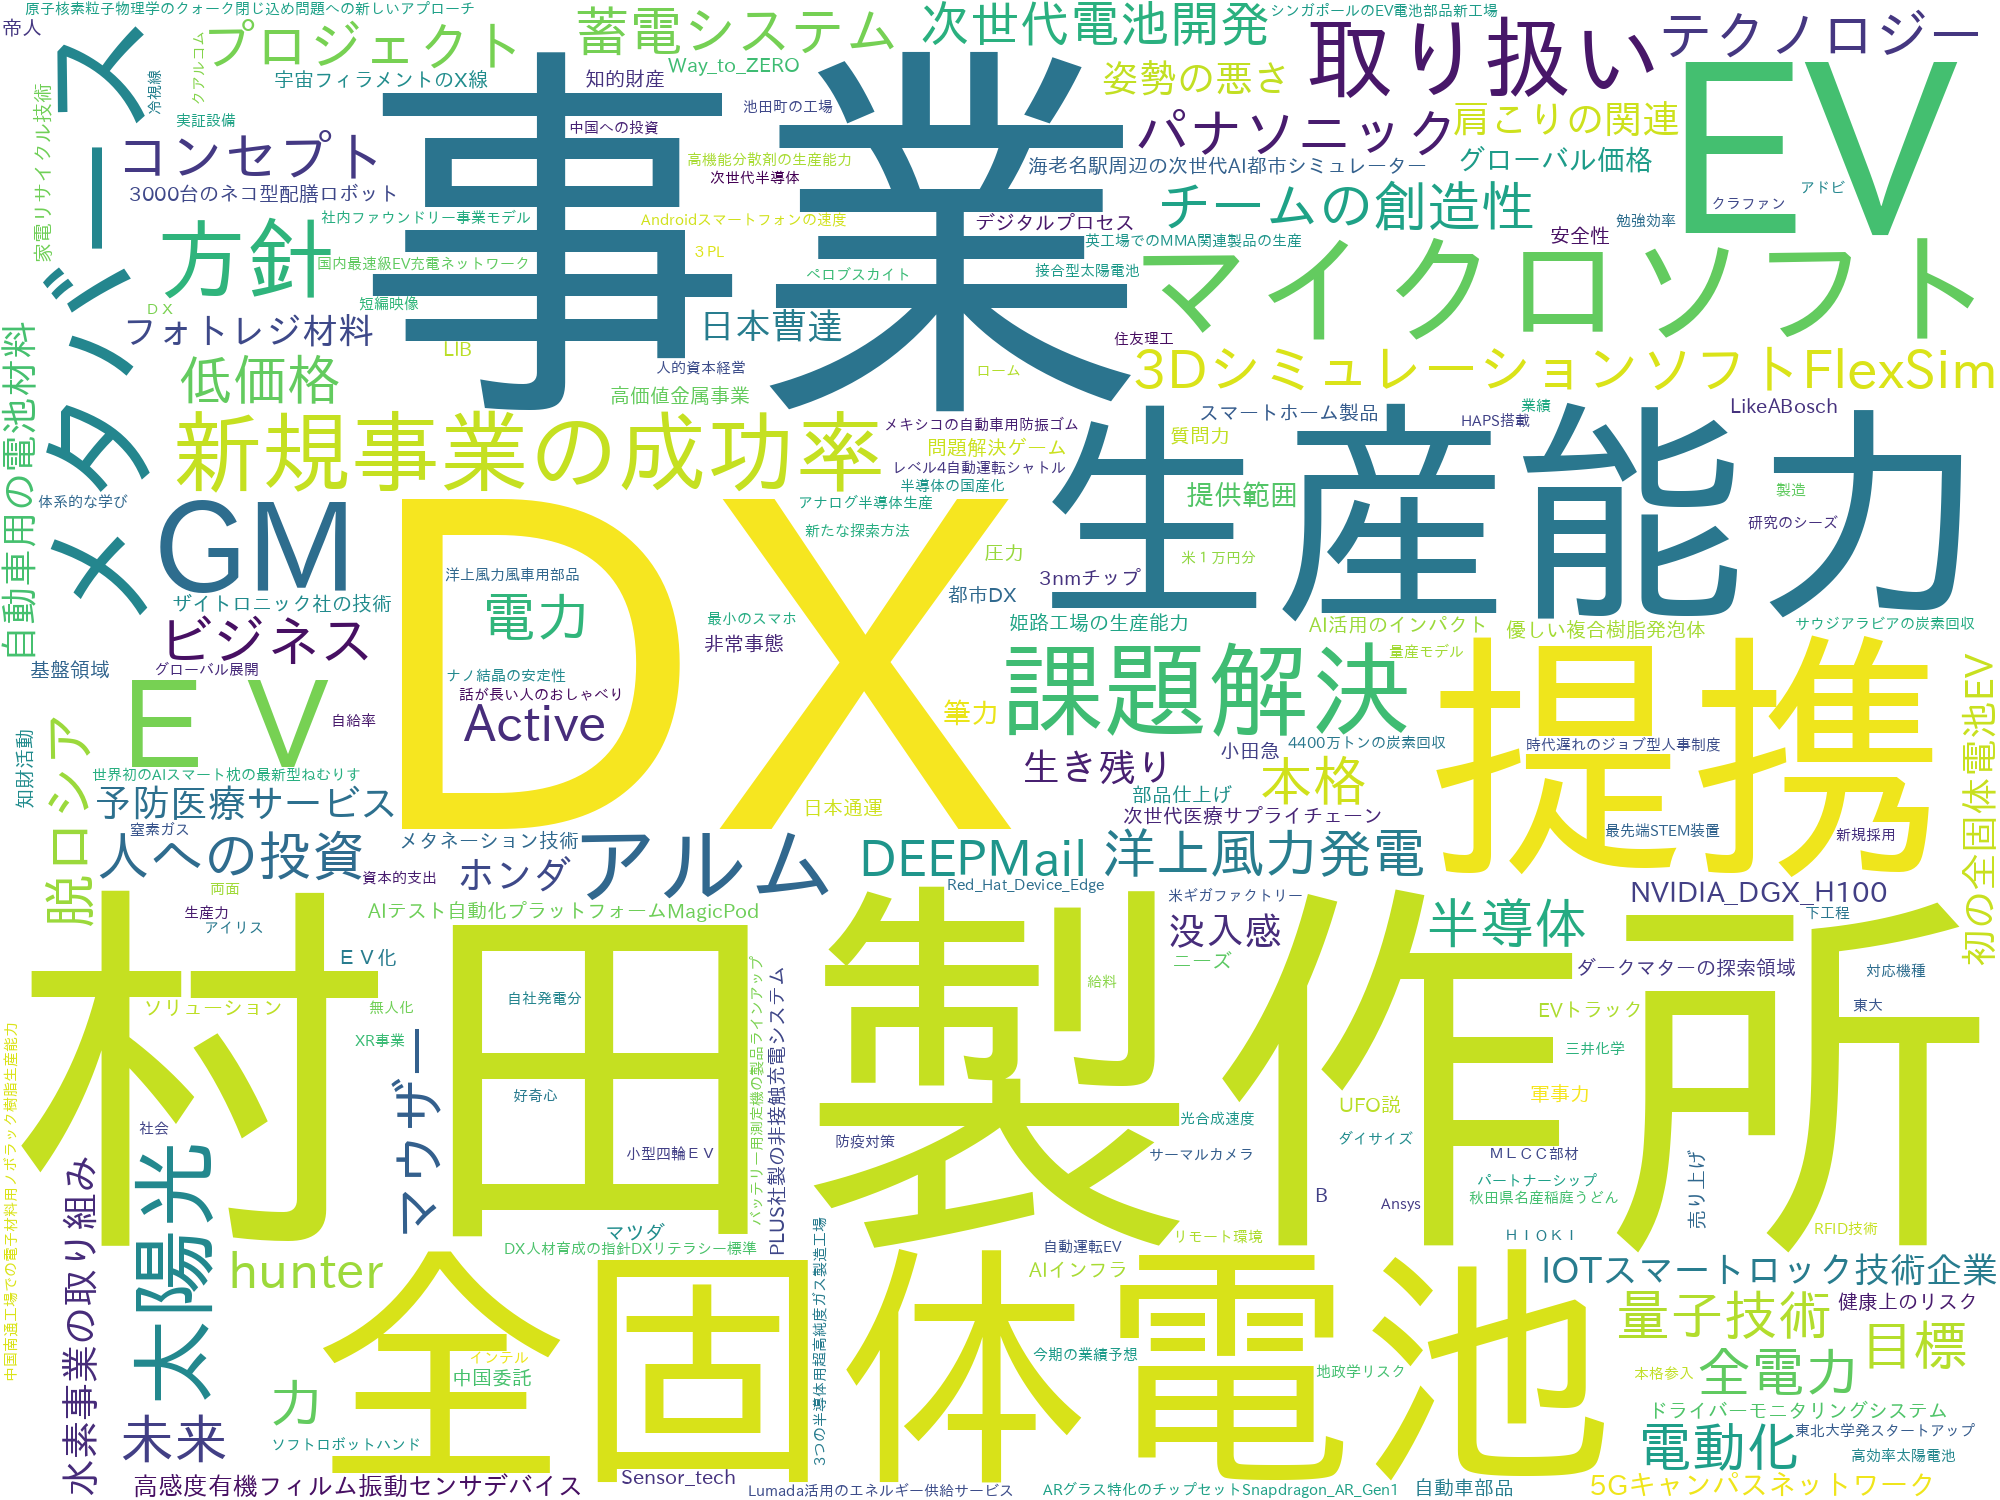 原子核素粒子物理学のクォーク閉じ込め問題への新しいアプローチ
帝人
クアルコム
プロジェクト
蓄電システム
次世代電池開発
シンガポールのEV電池部品新工場
取り扱い
テクノロジー
メタバース
冷視線
宇宙フィラメントのX線
知的財産
Way_to_ZERO
姿勢の悪さ
EV
家電リサイクル技術
実証設備
事業
池田町の工場
パナソニック
肩こりの関連
コンセプト
中国への投資
高機能分散剤の生産能力
次世代半導体
海老名駅周辺の次世代AI都市シミュレーター
グローバル価格
3000台のネコ型配膳ロボット
社内ファウンドリー事業モデル
Androidスマートフォンの速度
デジタルプロセス
チームの創造性
アドビ
クラファン
勉強効率
方針
国内最速級EV充電ネットワーク
３PL
英工場でのMMA関連製品の生産
安全性
ペロブスカイト
接合型太陽電池
マイクロソフト
ＤＸ
短編映像
フォトレジ材料
日本曹達
住友理工
自動車用の電池材料
LIB
人的資本経営
ローム
3DシミュレーションソフトFlexSim
低価格
高価値金属事業
スマートホーム製品
業績
HAPS搭載
LikeABosch
新規事業の成功率
メキシコの自動車用防振ゴム
問題解決ゲーム
質問力
生産能力
レベル4自動運転シャトル
半導体の国産化
提供範囲
製造
体系的な学び
GM
DX
アナログ半導体生産
新たな探索方法
研究のシーズ
圧力
米１万円分
洋上風力風車用部品
3nmチップ
ザイトロニック社の技術
電力
都市DX
最小のスマホ
姫路工場の生産能力
AI活用のインパクト
優しい複合樹脂発泡体
サウジアラビアの炭素回収
ビジネス
非常事態
課題解決
量産モデル
提携
初の全固体電池EV
基盤領域
グローバル展開
ナノ結晶の安定性
話が長い人のおしゃべり
ＥＶ
自給率
Active
筆力
脱ロシア
知財活動
生き残り
小田急
4400万トンの炭素回収
時代遅れのジョブ型人事制度
世界初のAIスマート枕の最新型ねむりす
予防医療サービス
日本通運
部品仕上げ
本格
次世代医療サプライチェーン
窒素ガス
メタネーション技術
最先端STEM装置
新規採用
人への投資
資本的支出
ホンダ
アルム
DEEPMail
洋上風力発電
両面
Red_Hat_Device_Edge
米ギガファクトリー
NVIDIA_DGX_H100
生産力
アイリス
AIテスト自動化プラットフォームMagicPod
没入感
半導体
下工程
村田製作所
ＥＶ化
ニーズ
ダークマターの探索領域
対応機種
ソリューション
無人化
自社発電分
給料
EVトラック
東大
中国南通工場での電子材料用ノボラック樹脂生産能力
XR事業
マウザー
バッテリー用測定機の製品ラインアップ
PLUS社製の非接触充電システム
三井化学
好奇心
UFO説
軍事力
社会
光合成速度
ダイサイズ
小型四輪ＥＶ
防疫対策
サーマルカメラ
ＭＬＣＣ部材
水素事業の取り組み
太陽光
パートナーシップ
秋田県名産稲庭うどん
売り上げ
B
Ansys
マツダ
リモート環境
ＨＩＯＫＩ
RFID技術
hunter
DX人材育成の指針DXリテラシー標準
3つの半導体用超高純度ガス製造工場
自動運転EV
AIインフラ
IOTスマートロック技術企業
全固体電池
量子技術
健康上のリスク
目標
インテル
中国委託
今期の業績予想
地政学リスク
本格参入
全電力
力
未来
ソフトロボットハンド
ドライバーモニタリングシステム
電動化
東北大学発スタートアップ
高効率太陽電池
高感度有機フィルム振動センサデバイス
Sensor_tech
Lumada活用のエネルギー供給サービス
ARグラス特化のチップセットSnapdragon_AR_Gen1
自動車部品
5Gキャンパスネットワーク